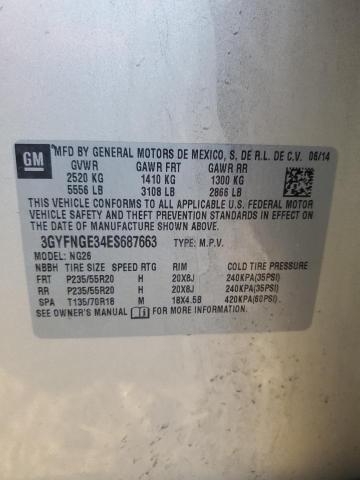 GM
MFD BY GENERAL MOTORS DE MEXICO, S. DE R.L. DE C.V. 06/14
GVWR GAWR FRT GAWR RR
2520 KG 1410 KG 1300 KG
5556 LB 3108 LB 2866 LB
THIS VEHICLE CONFORMS TO ALL APPLICABLE U.S. FEDERAL MOTOR
VEHICLE SAFETY AND THEFT PREVENTION STANDARDS IN EFFECT ON
THE DATE OF MANUFACTURE SHOWN ABOVE.
3GYFNGE34ES687663 TYPE: M.P.V.
MODEL: NG26
NBBH TIRE SIZE SPEED RTG RIM COLD TIRE PRESSURE
FRT P235/55R20 H 20X8J 240KPA(35PSI)
RR P235/55R20 H 20X8J 240KPA(35PSI)
SPA T135/70R18 M 18X4.5B 420KPA(60PSI)
SEE OWNER'S MANUAL FOR MORE INFORMATION.